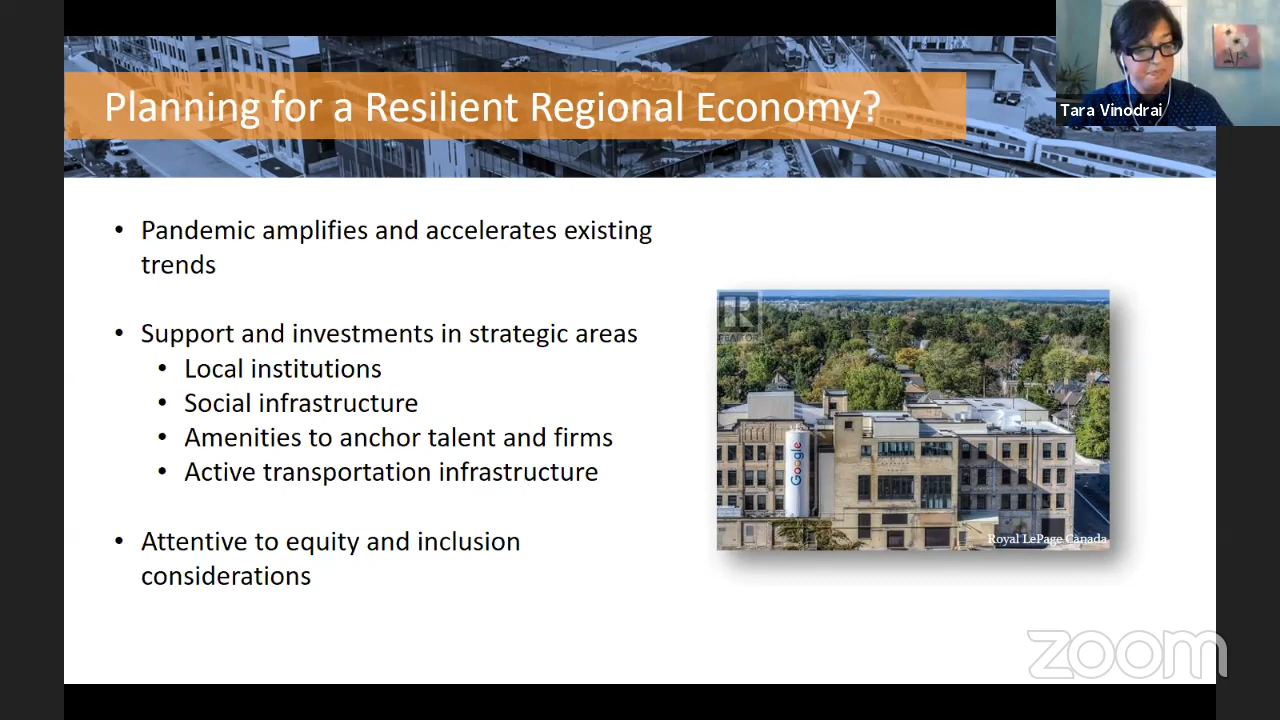 Planning for a Resilient Regional Economy?
Tara Vinodrai
• Pandemic amplifies and accelerates existing
trends
• Support and investments in strategic areas
• Local institutions
• Social infrastructure
• Amenities to anchor talent and firms
• Active transportation infrastructure
• Attentive to equity and inclusion
considerations
R
REALTOR
Google
Royal LePage Canada
zoom